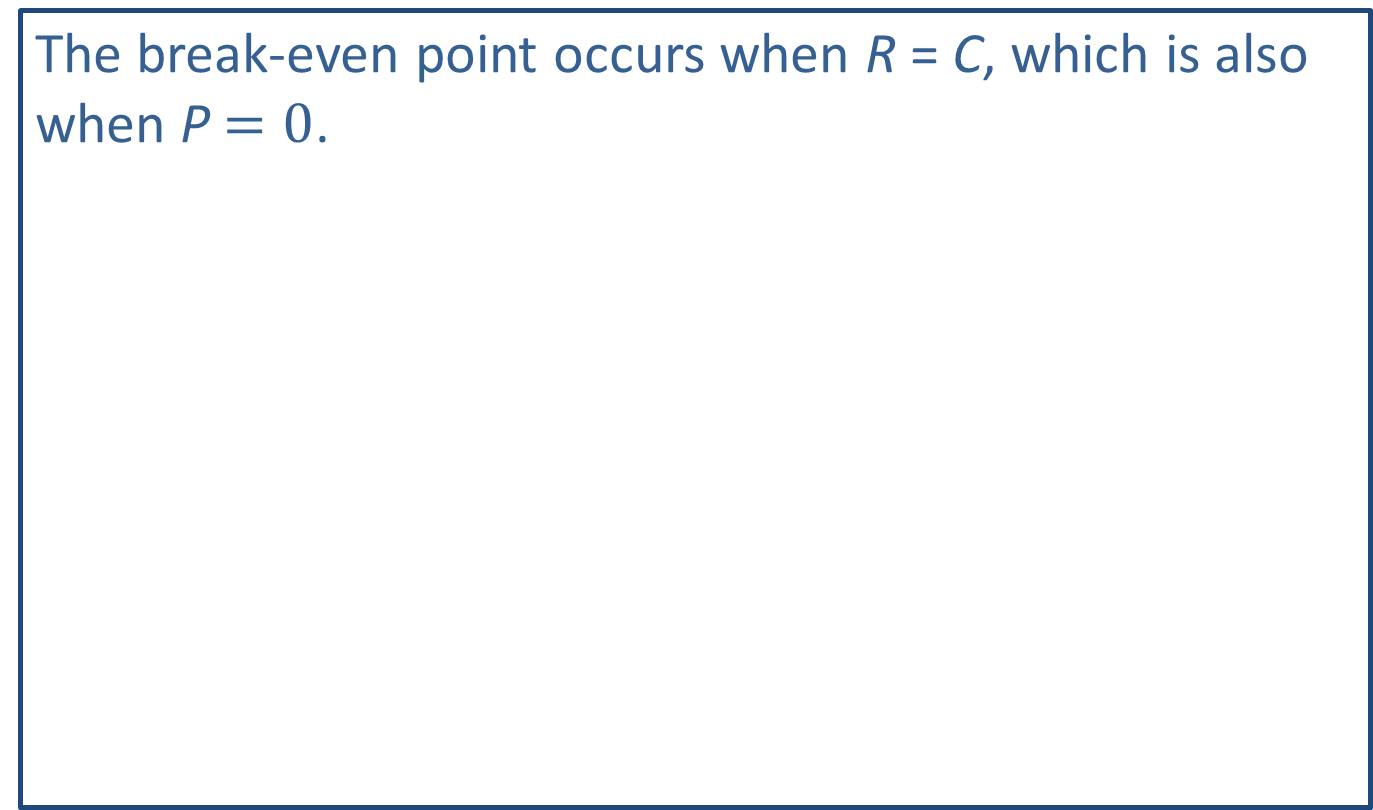 The break-even point occurs when R = C, which is also
when P = 0.